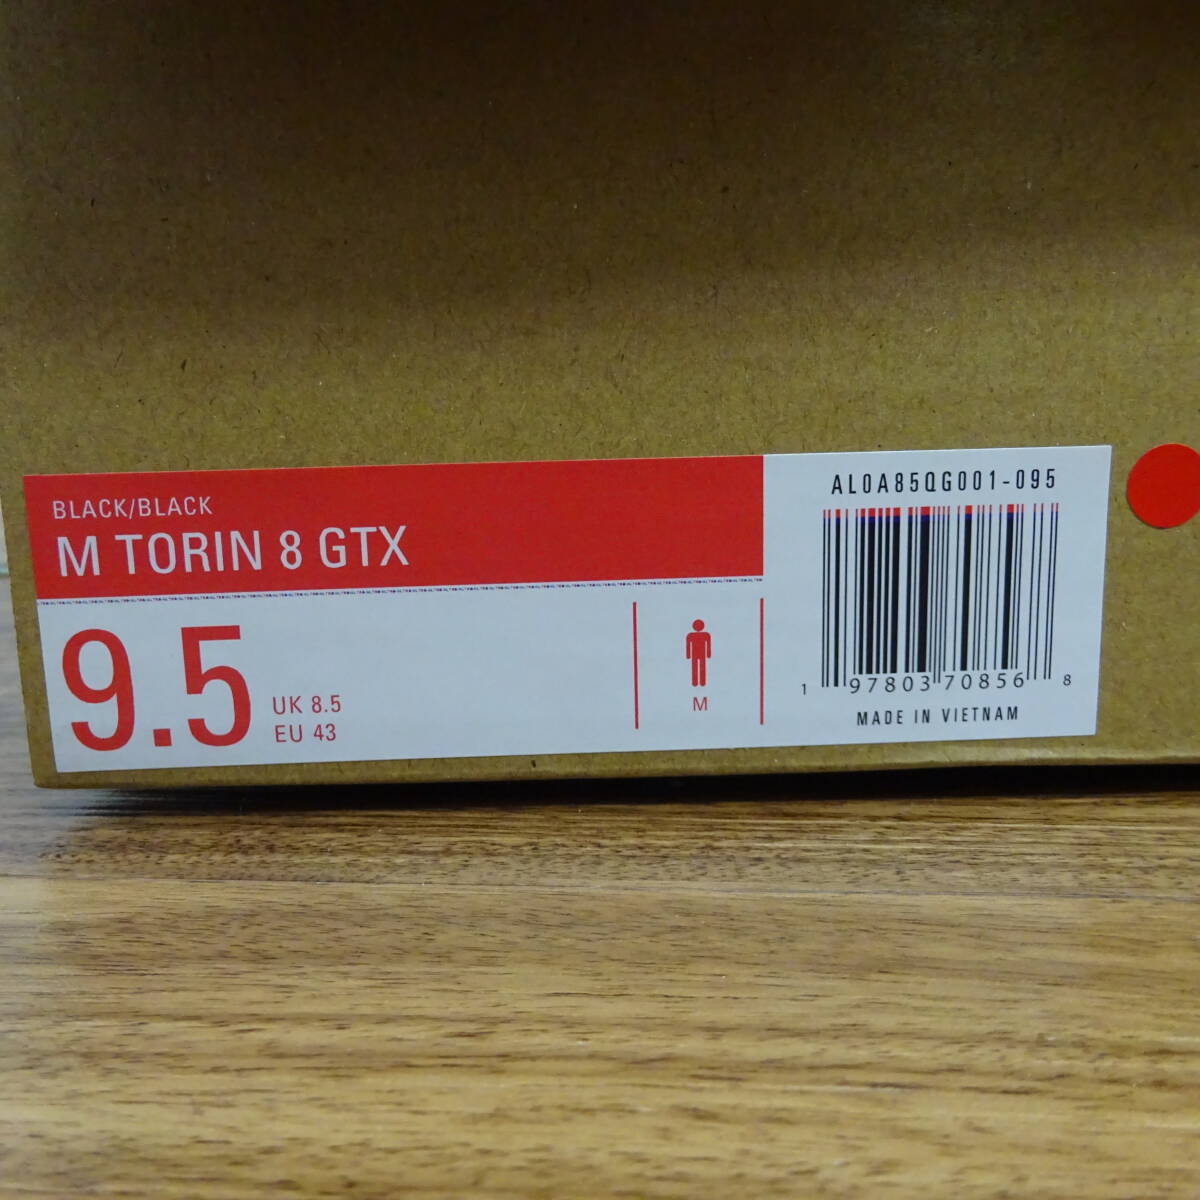 BLACK/BLACK
M TORIN 8 GTX
9.5
UK 8.5
EU 43
M
AL0A85QG001-095
1 97803 70856 8
MADE IN VIETNAM